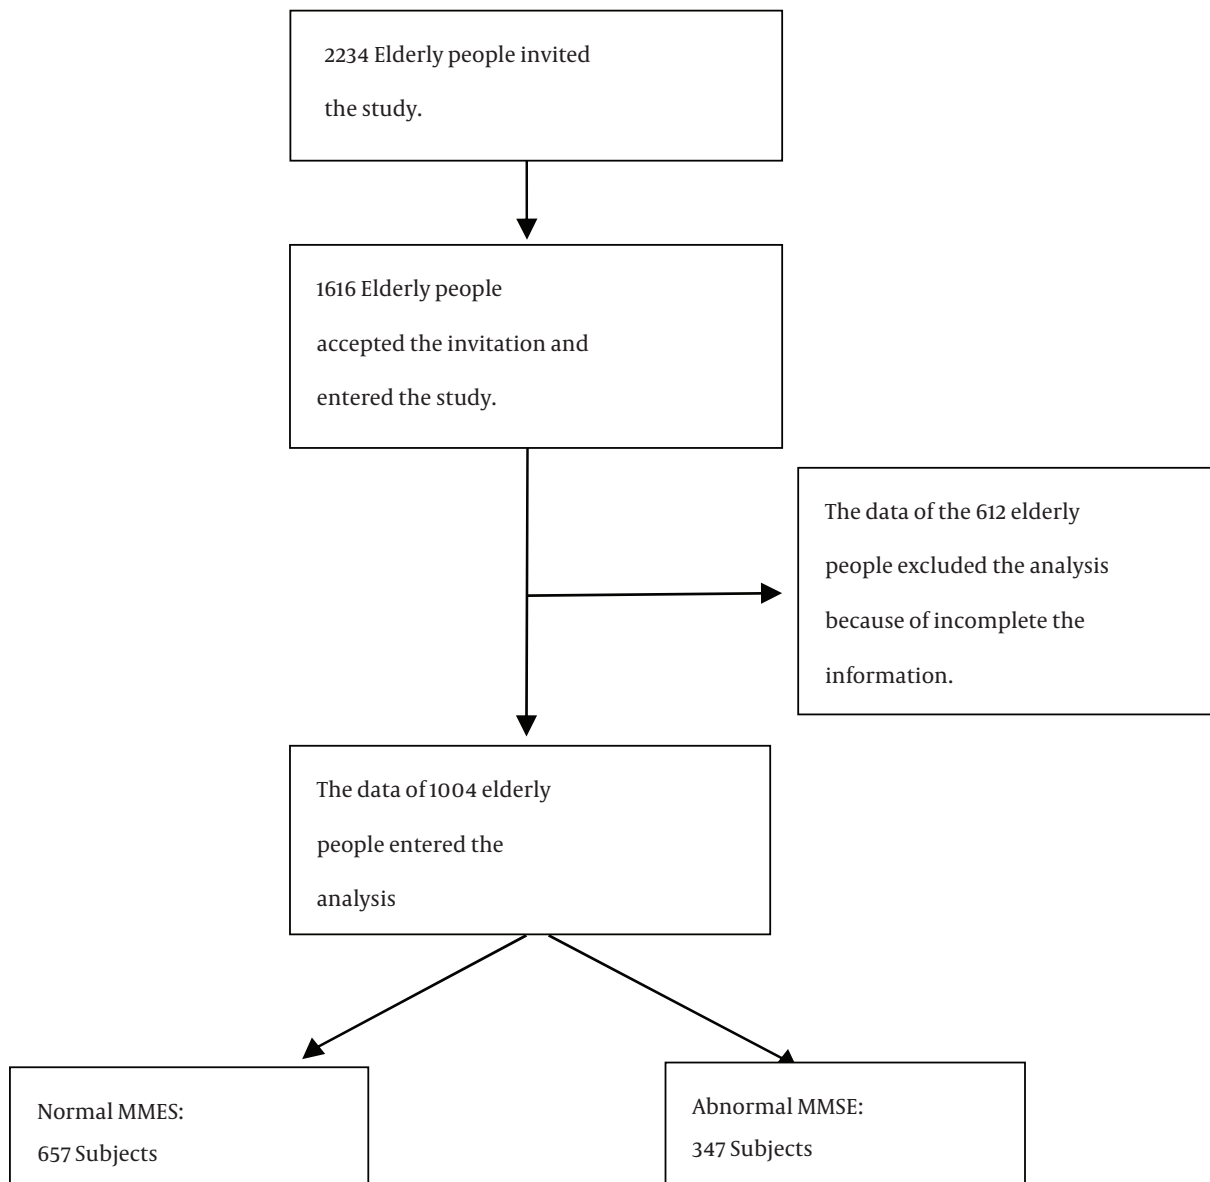 2234 Elderly people invited
the study.
1616 Elderly people
accepted the invitation and
entered the study.
The data of the 612 elderly
people excluded the analysis
because of incomplete the
information.
The data of 1004 elderly
people entered the
analysis
Normal MMES:
657 Subjects
Abnormal MMSE:
347 Subjects